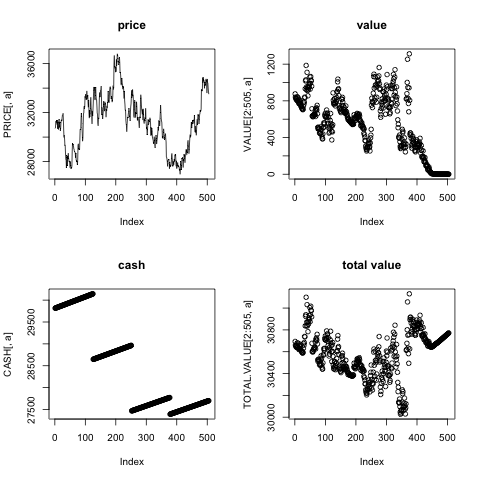 price
PRICE[, a]
28000 32000 36000
0 100 200 300 400 500
Index
value
VALUE[2:505, a]
0 400 800 1200
0 100 200 300 400 500
Index
cash
CASH[, a]
27500 28500 29500
0 100 200 300 400 500
Index
total value
TOTAL.VALUE[2:505, a]
30000 30400 30800
0 100 200 300 400 500
Index